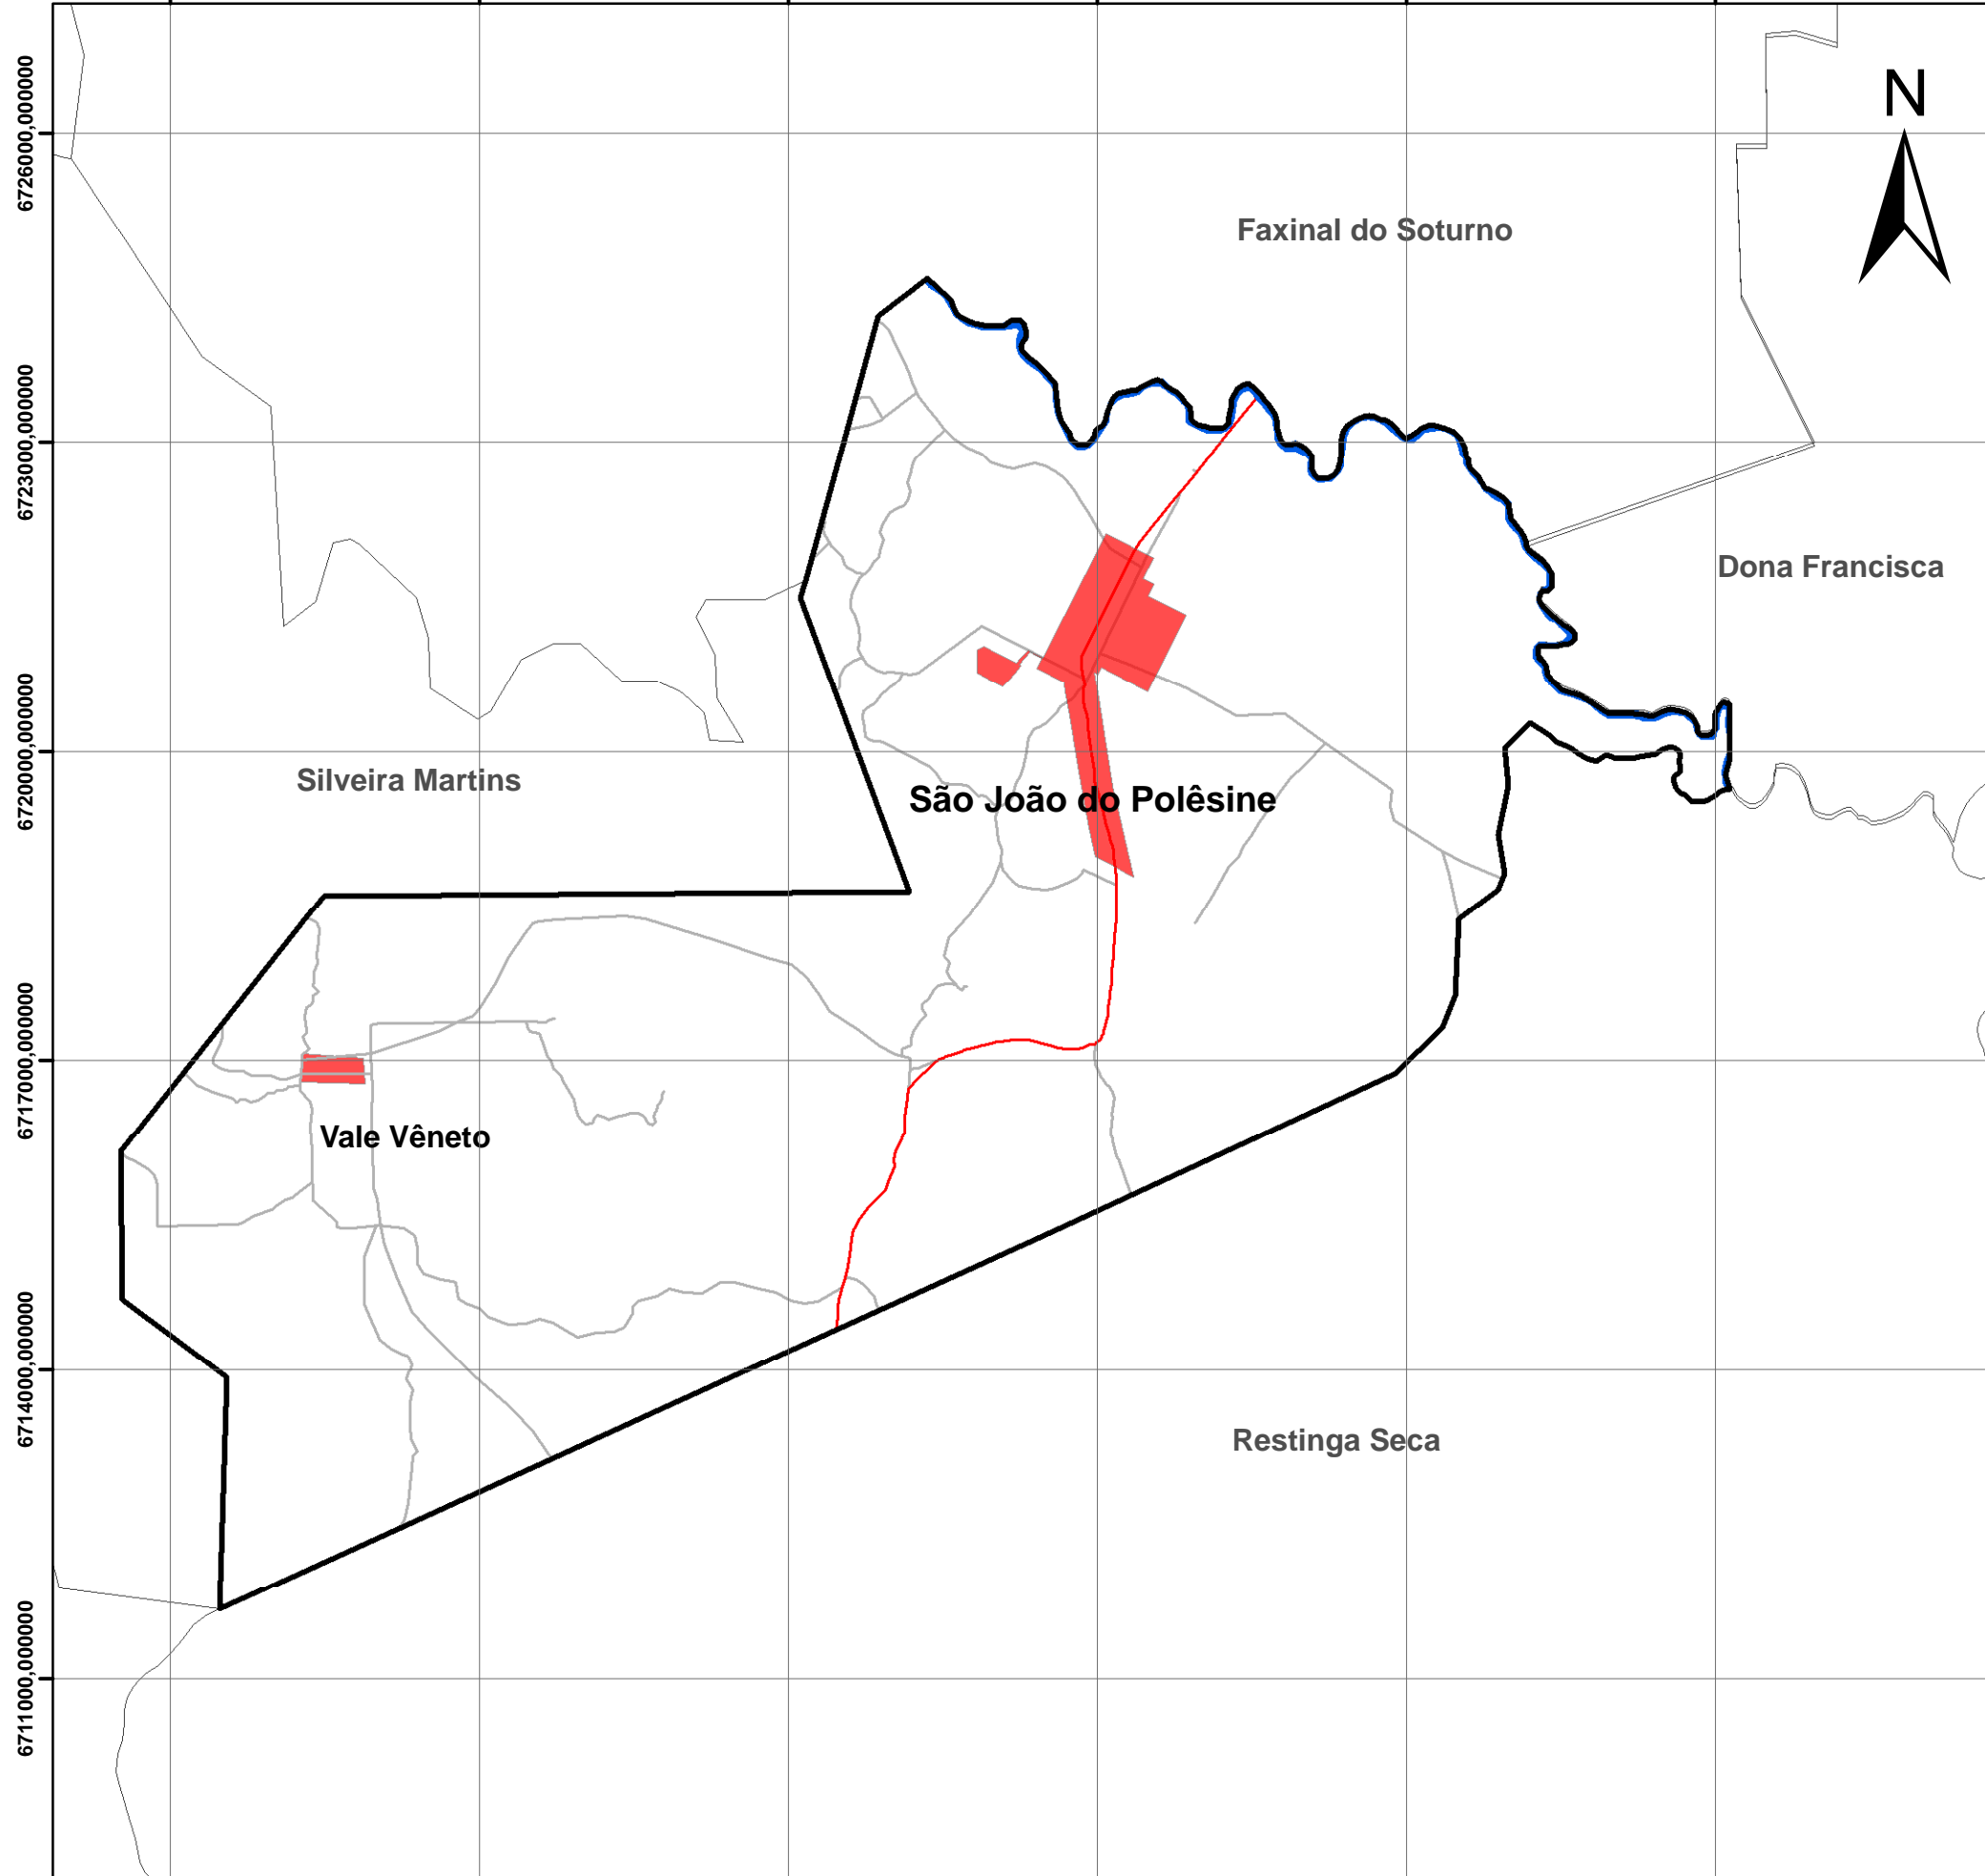 N
6726000,000000
Faxinal do Soturno
6723000,000000
Dona Francisca
6720000,000000
Silveira Martins
São João do Polêsine
6717000,000000
Vale Vêneto
6714000,000000
Restinga Seca
6711000,000000